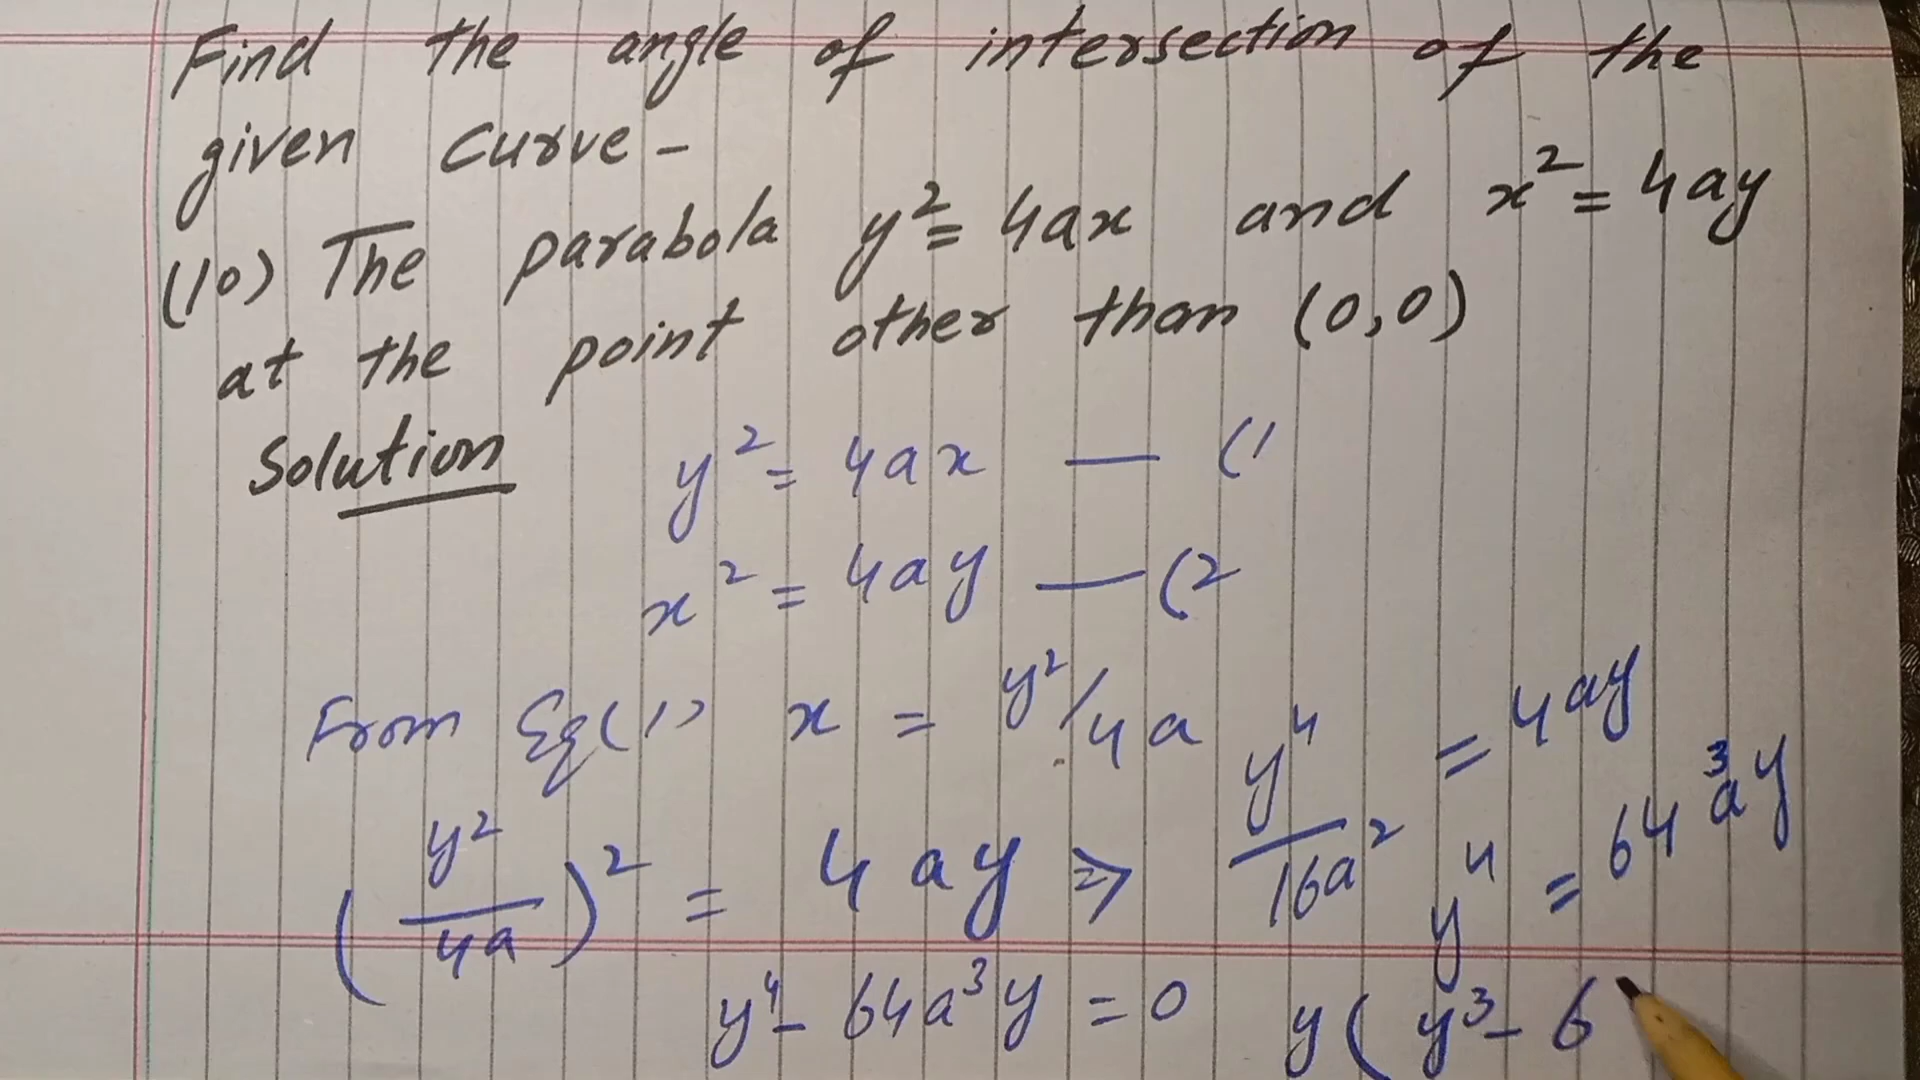 Find the angle of intersection of the
given curve -
(10) The parabola y²= 4ax and x²= 4ay
at the point other than (0,0)
Solution y² = 4ax — (1
x² = 4ay — (2
From Eq(1) x = y²/4a
(y²/4a)² = 4ay ⇒ y⁴/16a² = 4ay
y⁴ = 64a³y
y⁴- 64a³y = 0 y( y³- 6